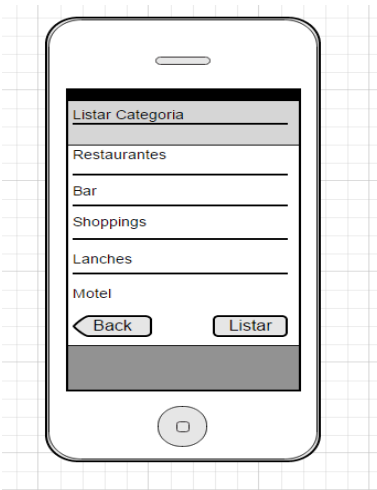 Listar Categoria
Restaurantes
Bar
Shoppings
Lanches
Motel
Back Listar